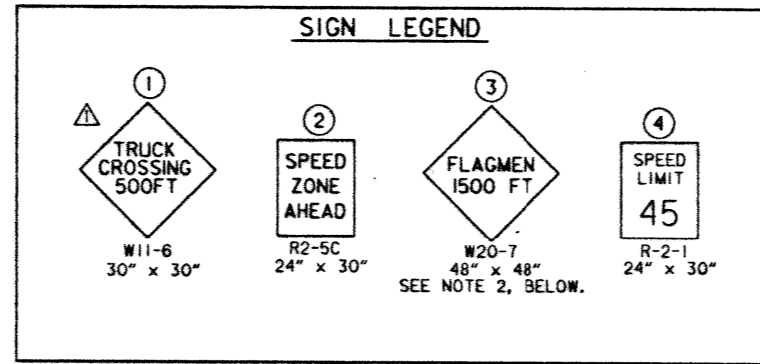 SIGN LEGEND
1
1
TRUCK
CROSSING
500FT
W11-6
30" x 30"
2
SPEED
ZONE
AHEAD
R2-5C
24" x 30"
3
FLAGMEN
1500 FT
W20-7
48" x 48"
SEE NOTE 2, BELOW.
4
SPEED
LIMIT
45
R-2-1
24" x 30"